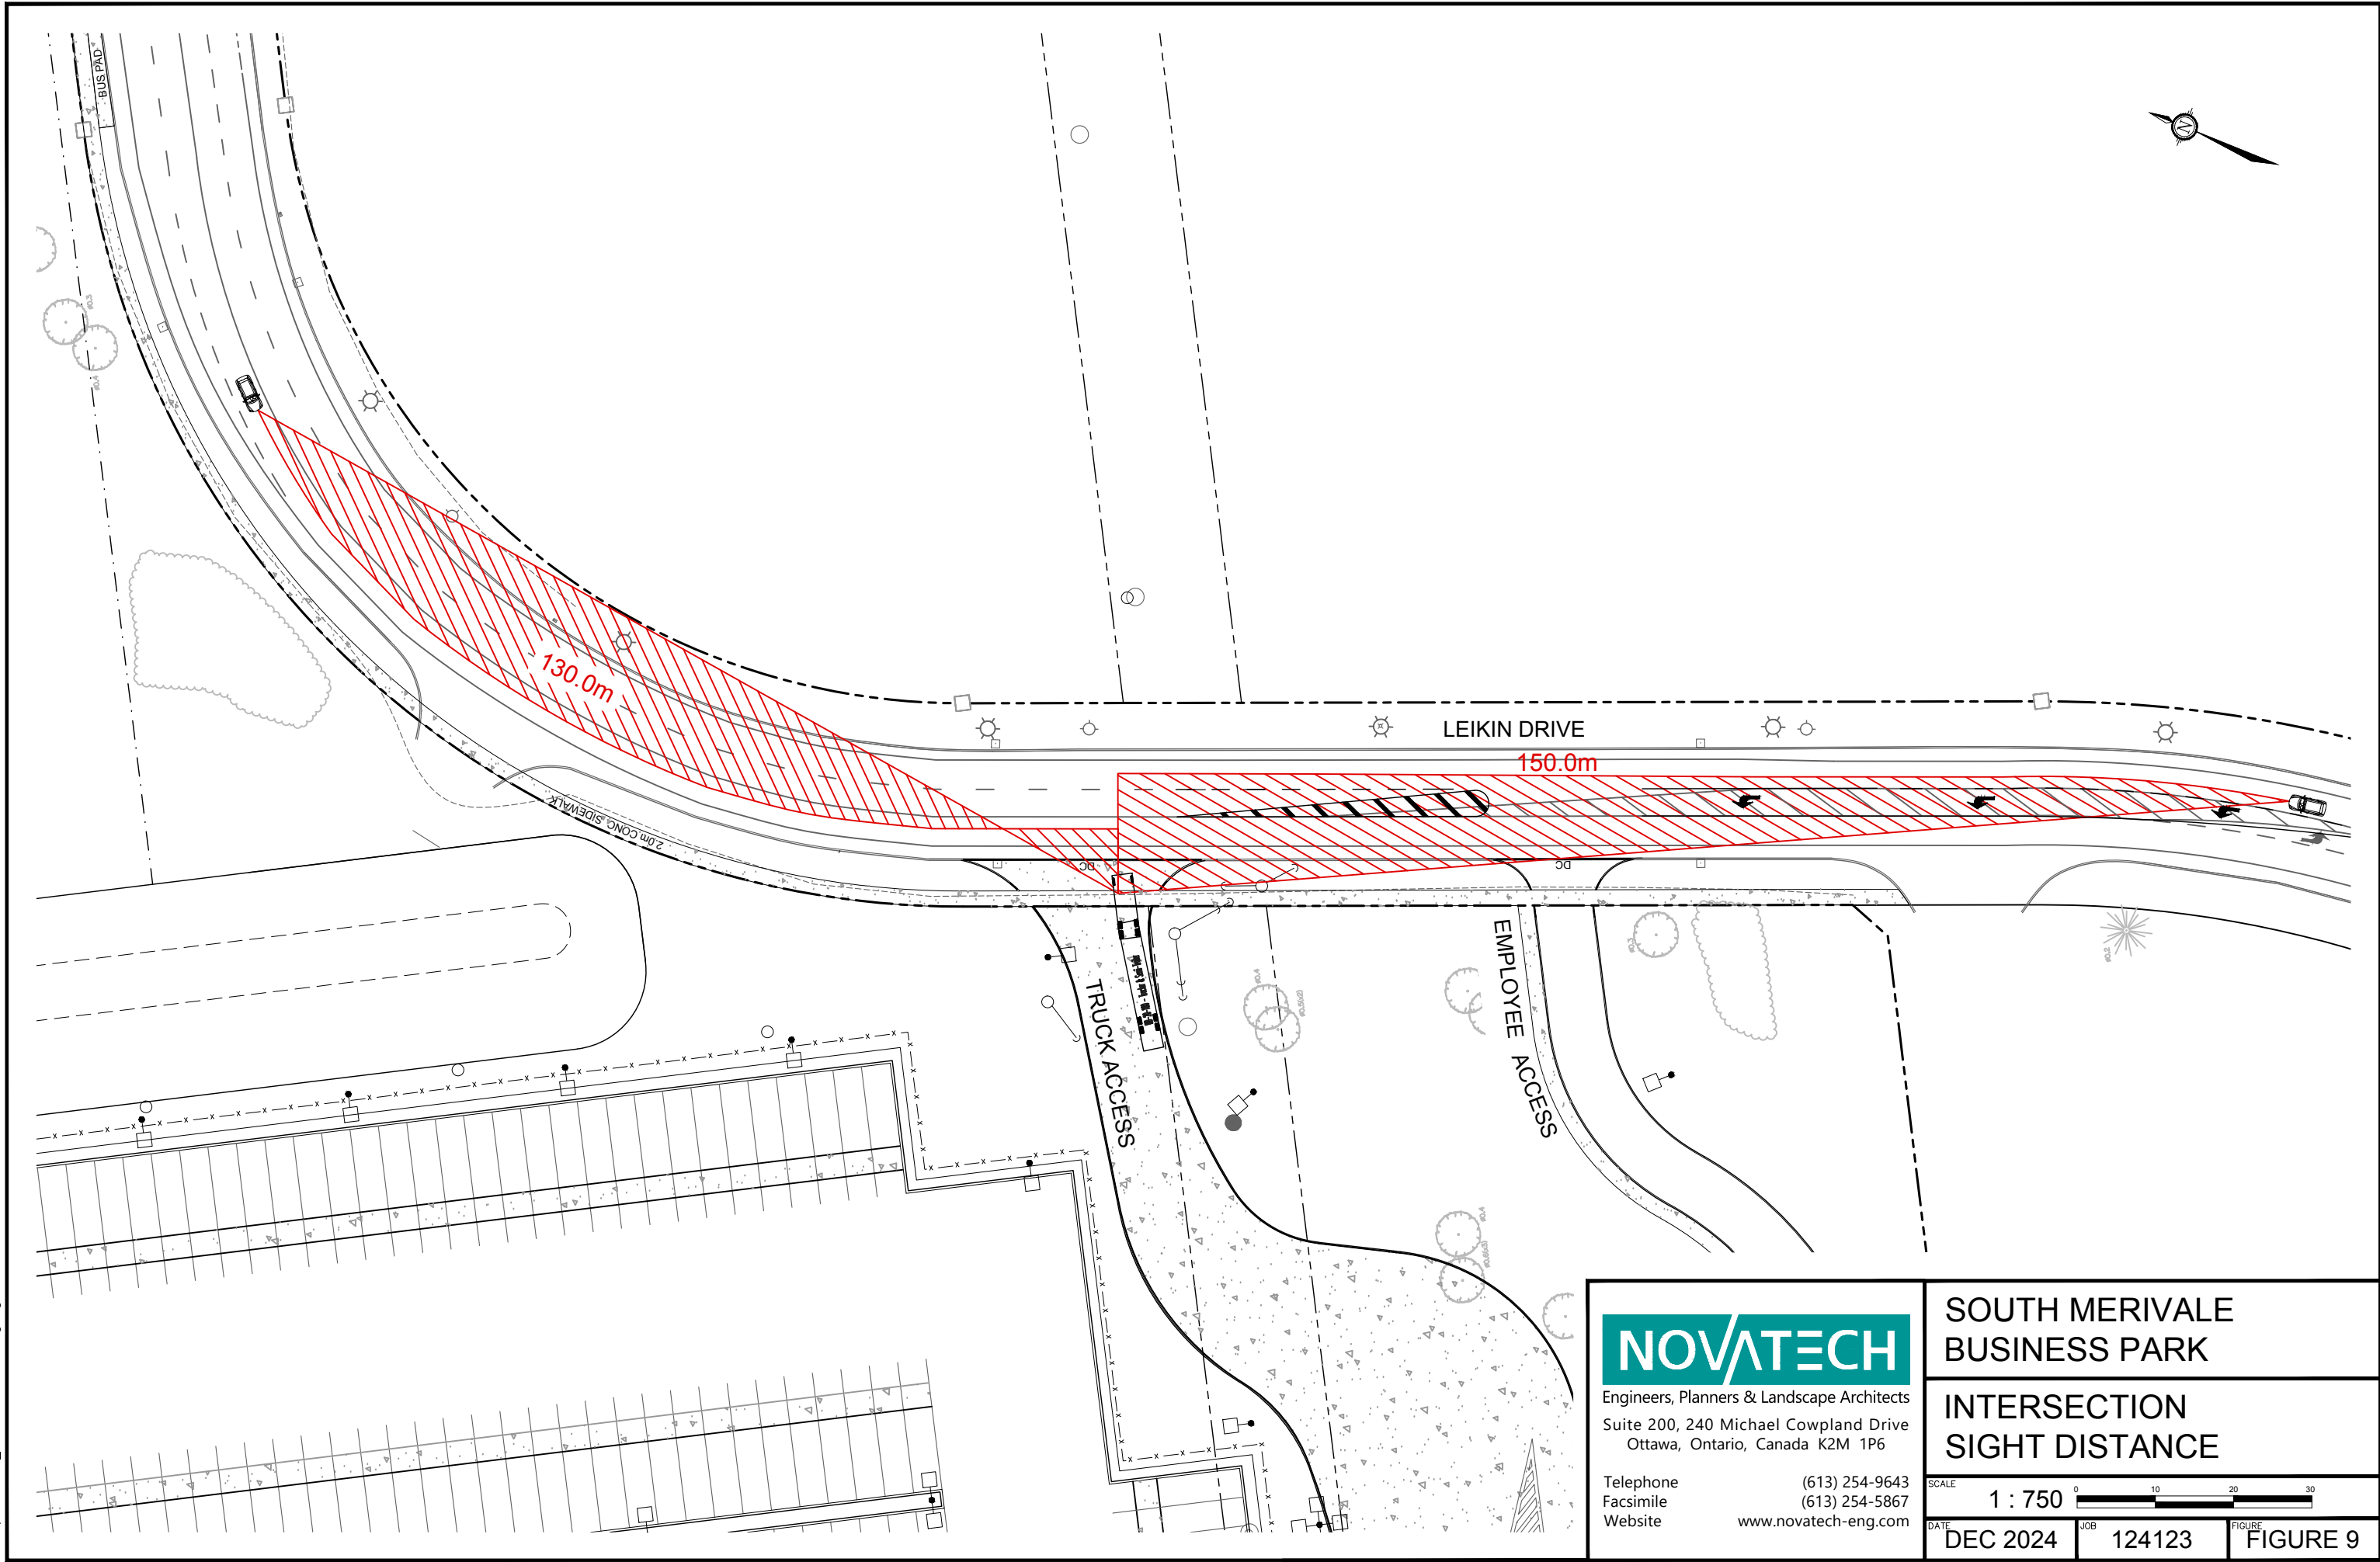 BUS PAD
N
LEIKIN DRIVE
150.0m
130.0m
2.0m CONC. SIDEWALK
DC
DC
TRUCK ACCESS
EMPLOYEE ACCESS
NOVATECH
Engineers, Planners & Landscape Architects
Suite 200, 240 Michael Cowpland Drive
Ottawa, Ontario, Canada K2M 1P6
Telephone (613) 254-9643
Facsimile (613) 254-5867
Website www.novatech-eng.com
SOUTH MERIVALE
BUSINESS PARK
INTERSECTION
SIGHT DISTANCE
SCALE
1 : 750
0 10 20 30
DATE
DEC 2024
JOB
124123
FIGURE
FIGURE 9